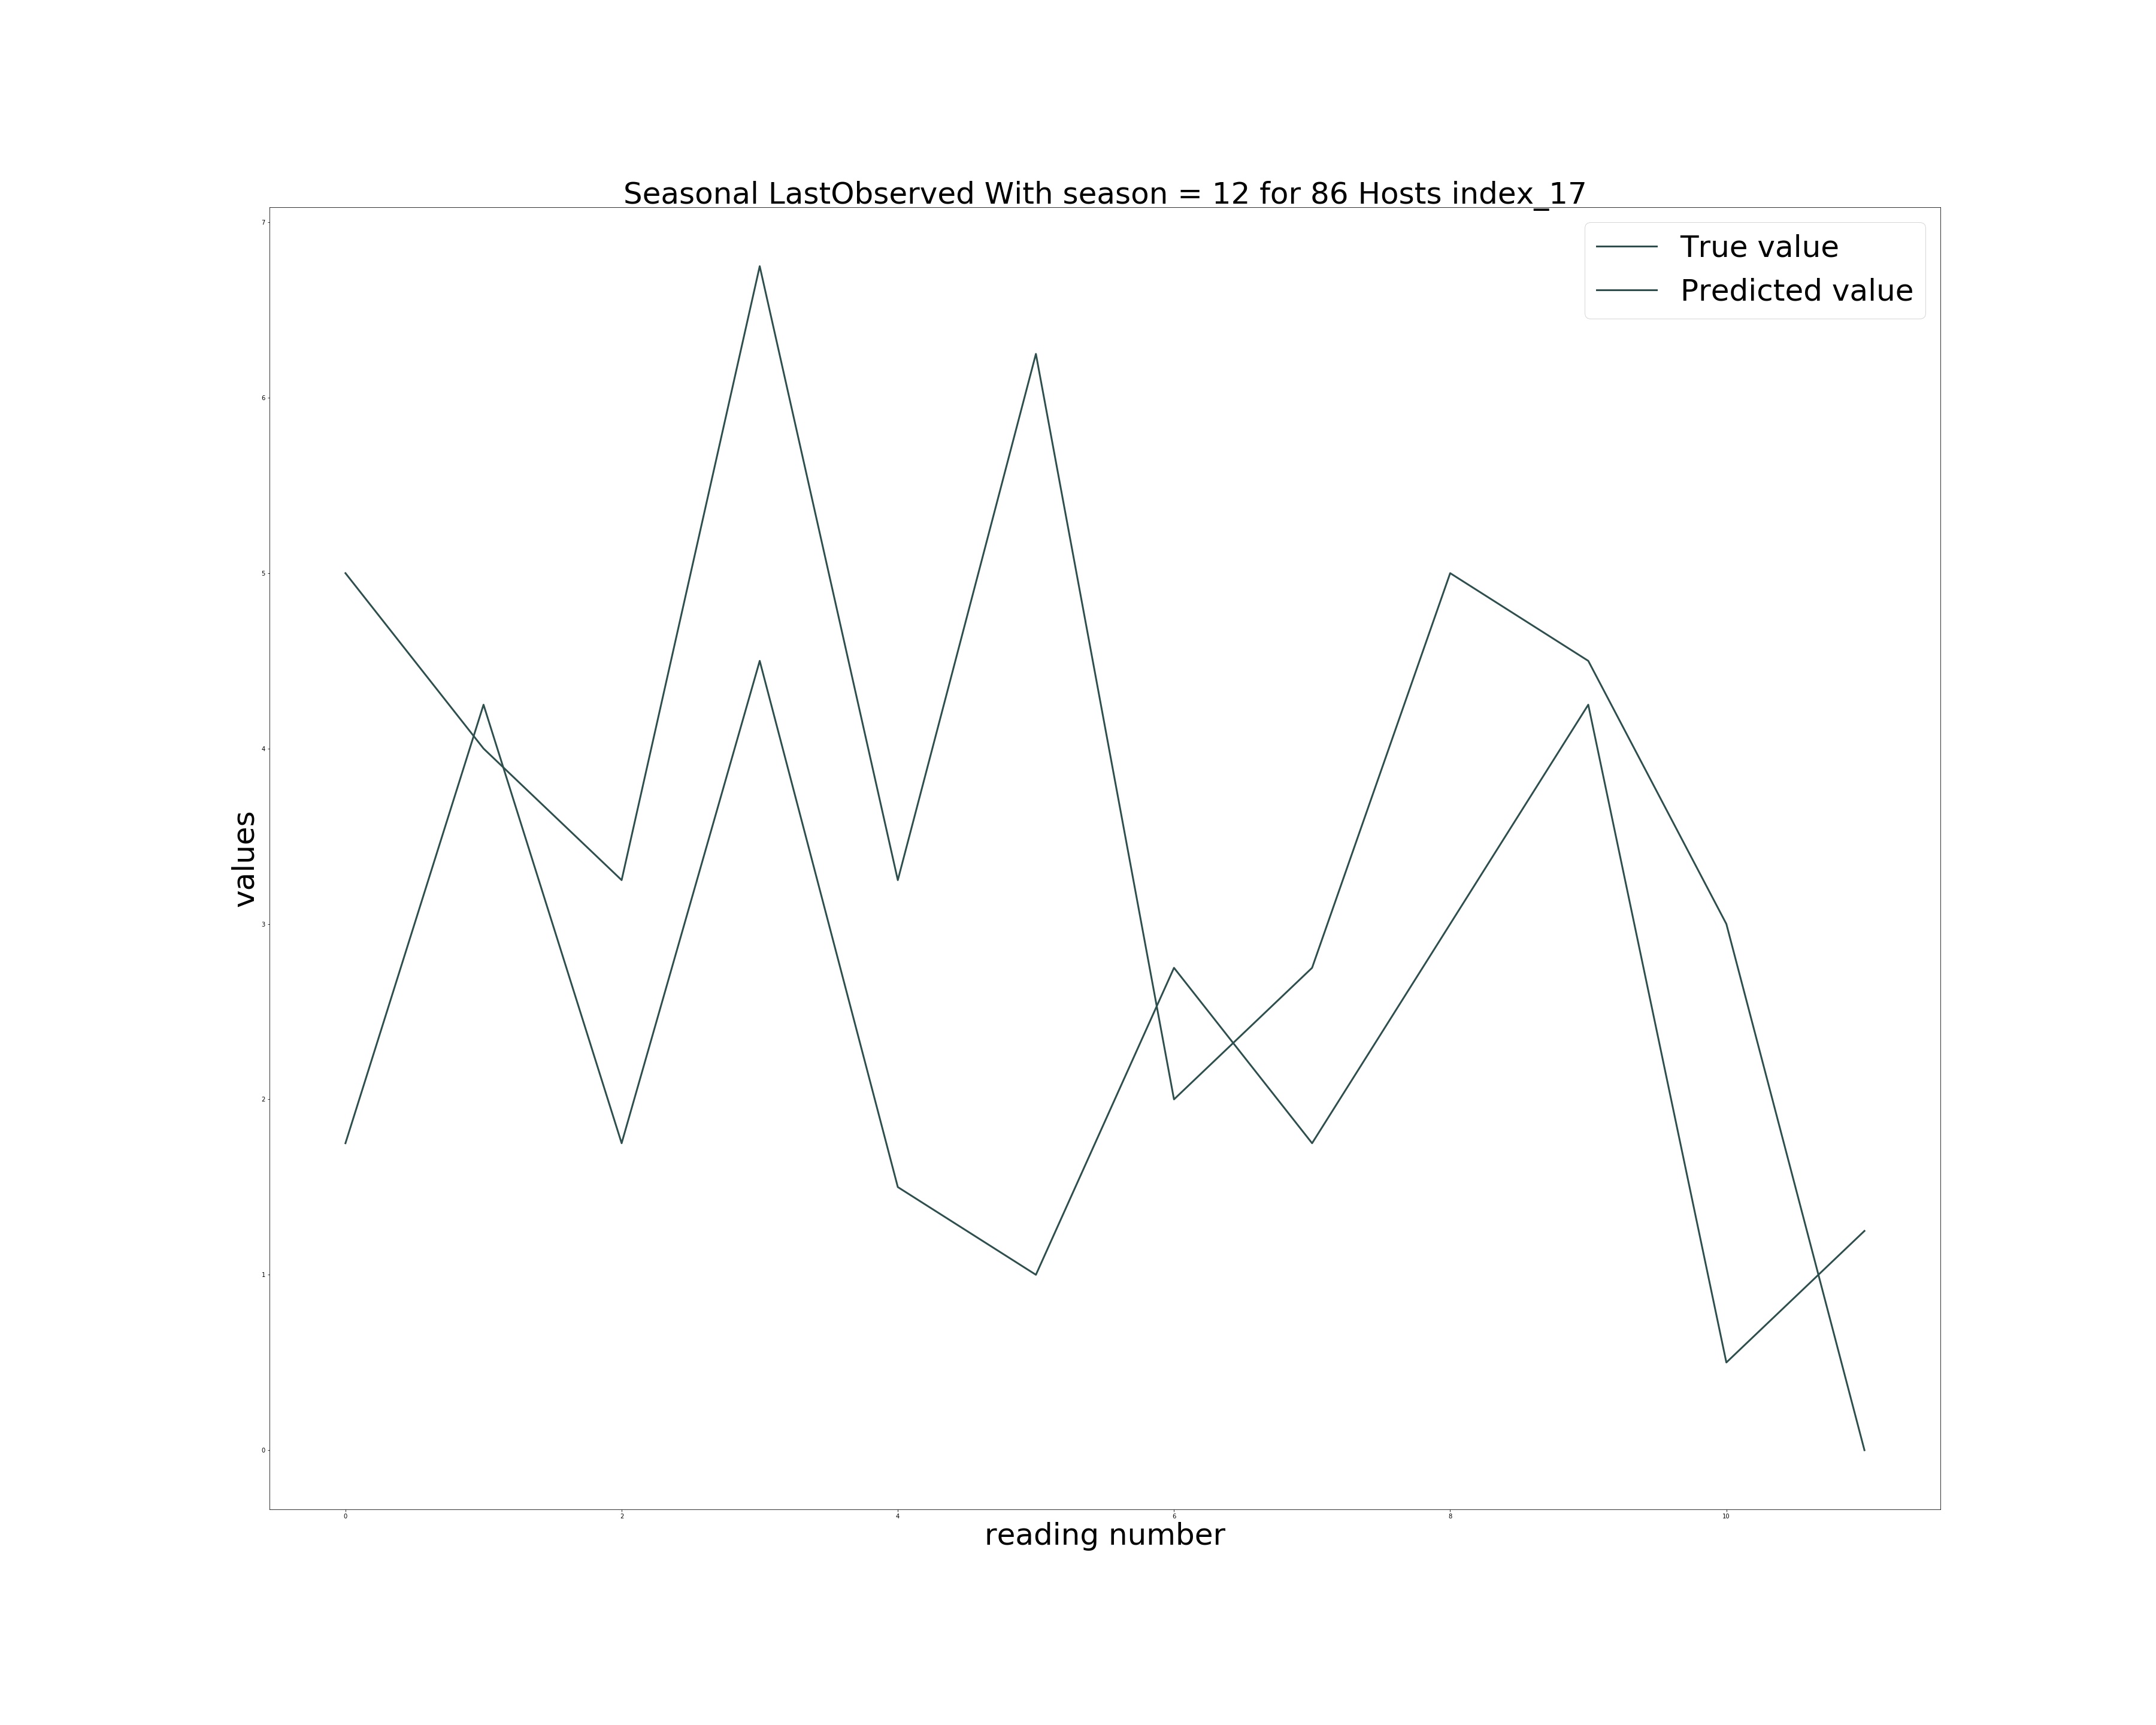 Seasonal LastObserved With season = 12 for 86 Hosts index_17
True value
Predicted value
7
6
5
4
3
2
1
0
values
0 2 4 6 8 10
reading number